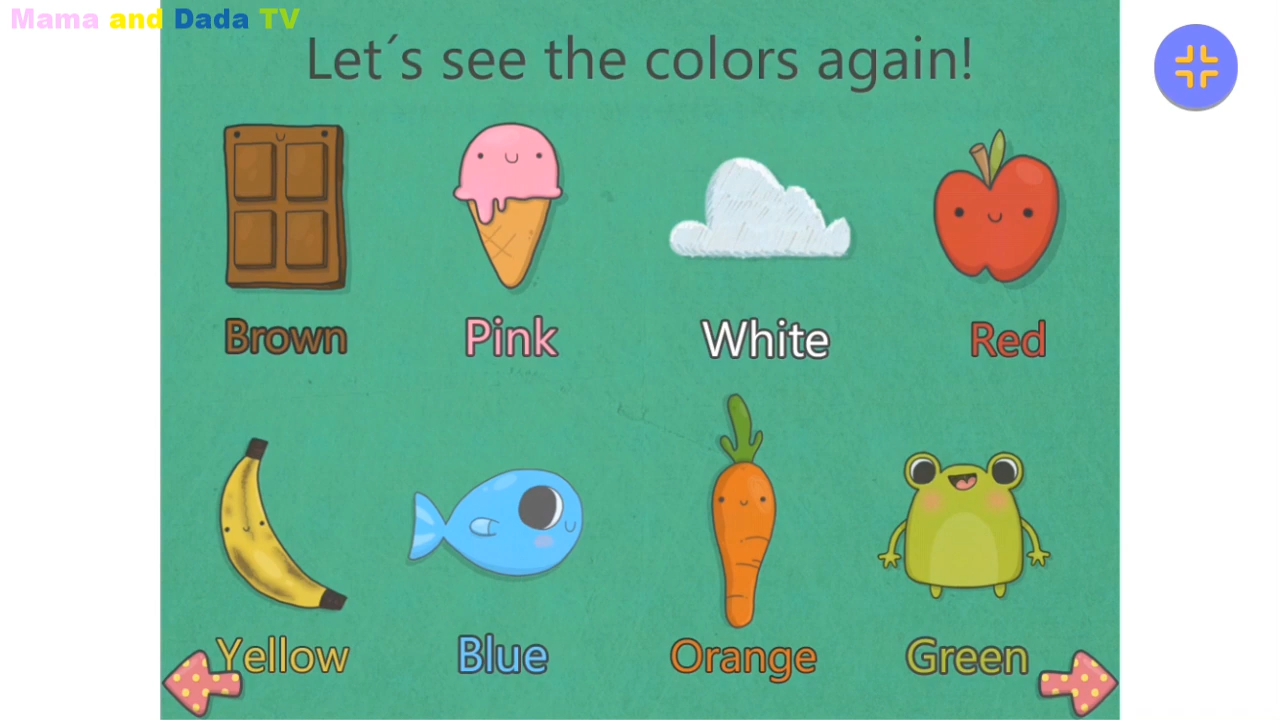 Mama and Dada TV
Let´s see the colors again!
Brown Pink White Red
Yellow Blue Orange Green